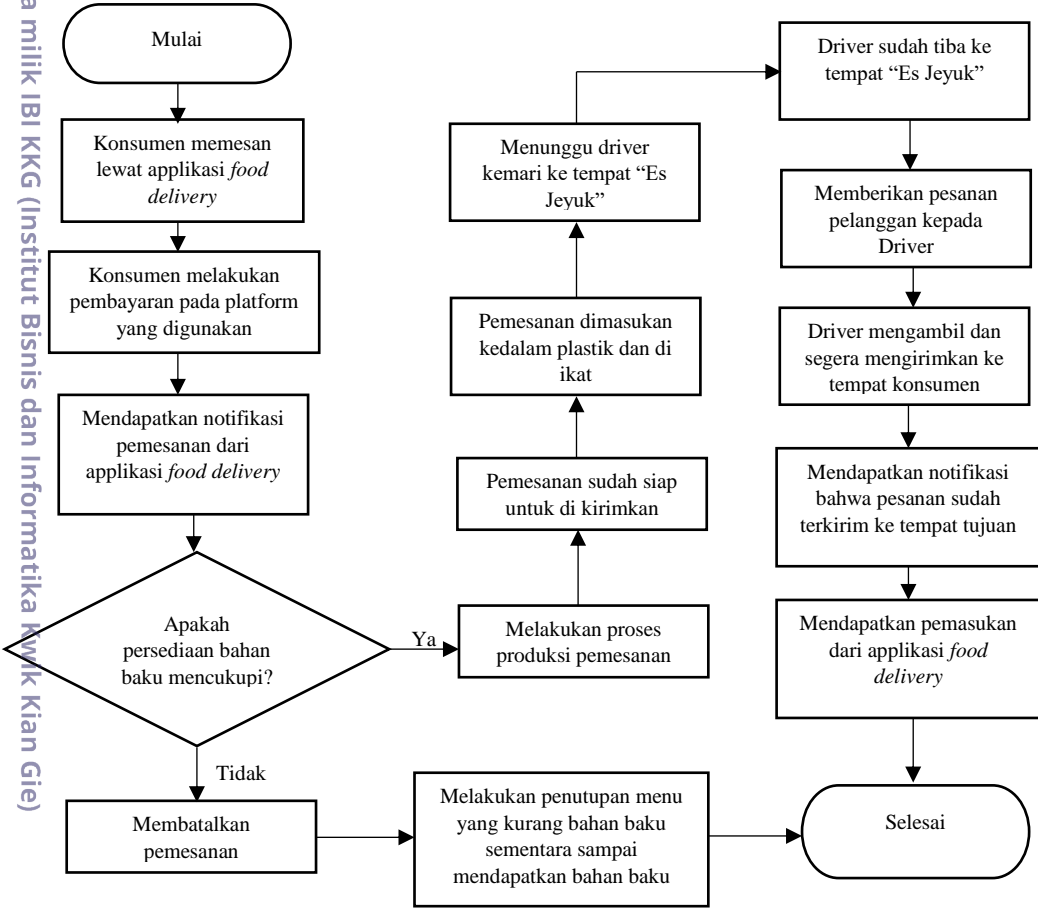 a milik IBI KKG (Institut Bisnis dan Informatika Kwik Kian Gie)
Mulai
Konsumen memesan
lewat applikasi food
delivery
Konsumen melakukan
pembayaran pada platform
yang digunakan
Mendapatkan notifikasi
pemesanan dari
applikasi food delivery
Apakah
persediaan bahan
baku mencukupi?
Ya
Tidak
Melakukan proses
produksi pemesanan
Pemesanan sudah siap
untuk di kirimkan
Pemesanan dimasukan
kedalam plastik dan di
ikat
Menunggu driver
kemari ke tempat “Es
Jeyuk”
Driver sudah tiba ke
tempat “Es Jeyuk”
Memberikan pesanan
pelanggan kepada
Driver
Driver mengambil dan
segera mengirimkan ke
tempat konsumen
Mendapatkan notifikasi
bahwa pesanan sudah
terkirim ke tempat tujuan
Mendapatkan pemasukan
dari applikasi food
delivery
Membatalkan
pemesanan
Melakukan penutupan menu
yang kurang bahan baku
sementara sampai
mendapatkan bahan baku
Selesai